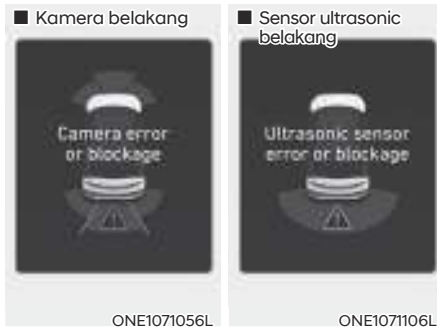 ■ Kamera belakang
Camera error
or blockage
ONE1071056L
■ Sensor ultrasonic
belakang
Ultrasonic sensor
error or blockage
ONE1071106L